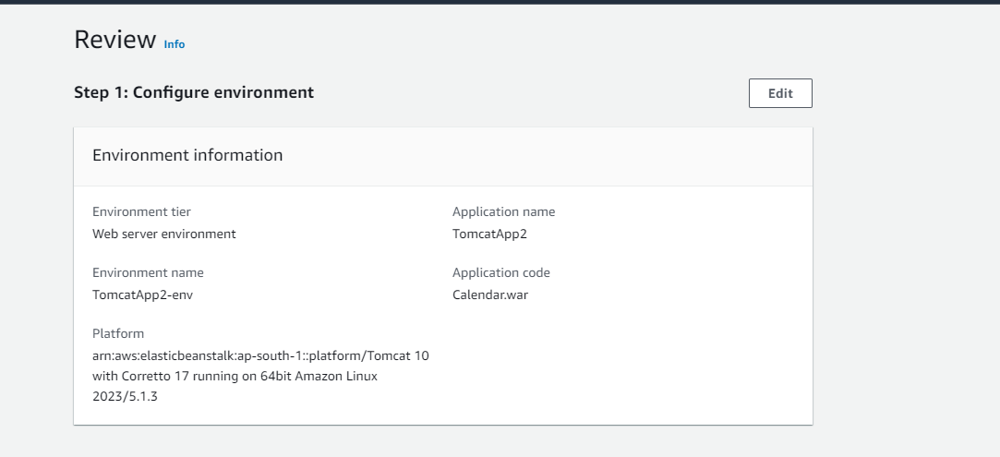 Review Info
Step 1: Configure environment
Edit
Environment information
Environment tier
Web server environment
Application name
TomcatApp2
Environment name
TomcatApp2-env
Application code
Calendar.war
Platform
arn:aws:elasticbeanstalk:ap-south-1::platform/Tomcat 10
with Corretto 17 running on 64bit Amazon Linux
2023/5.1.3